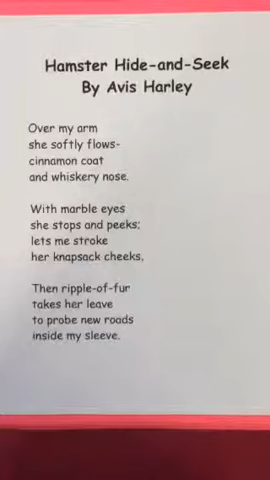 Hamster Hide-and-Seek
By Avis Harley
Over my arm
she softly flows-
cinnamon coat
and whiskery nose.
With marble eyes
she stops and peeks;
lets me stroke
her knapsack cheeks.
Then ripple-of-fur
takes her leave
to probe new roads
inside my sleeve.